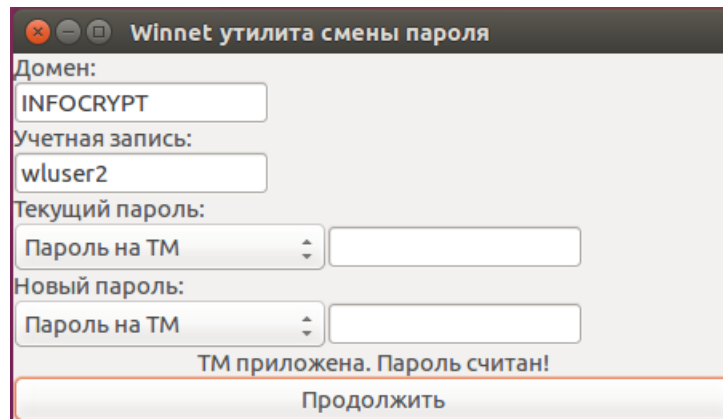 Winnet утилита смены пароля
Домен:
INFOCRYPT
Учетная запись:
wluser2
Текущий пароль:
Пароль на ТМ
Новый пароль:
Пароль на ТМ
ТМ приложена. Пароль считан!
Продолжить